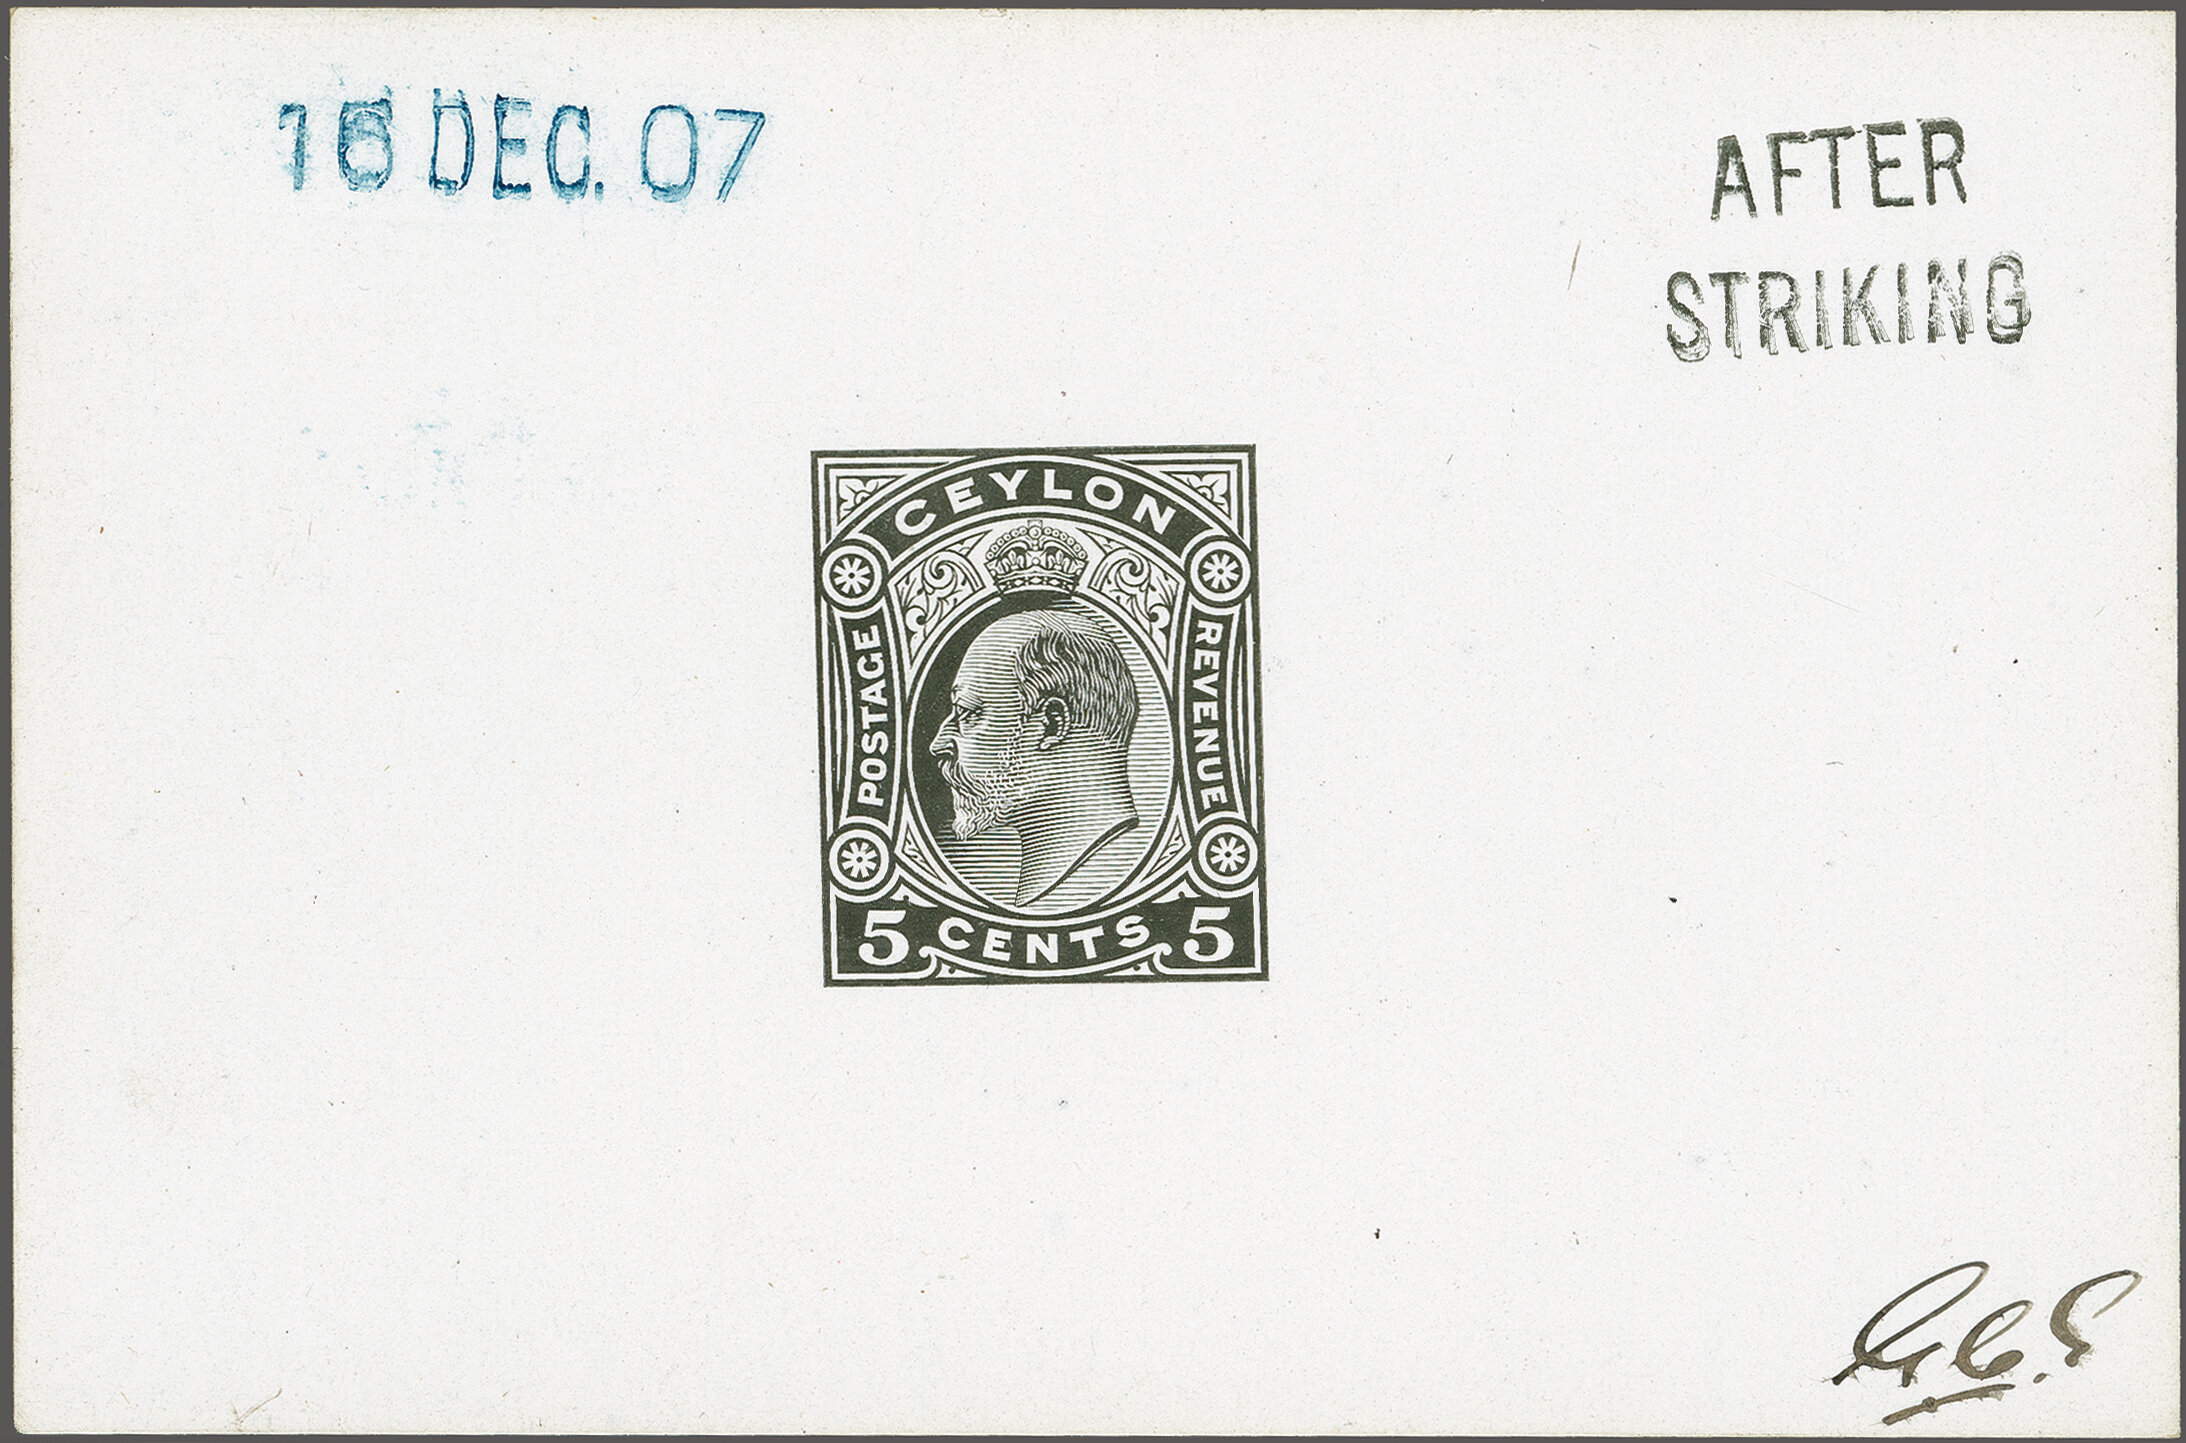 16 DEC. 07
AFTER
STRIKING
CEYLON
POSTAGE
REVENUE
5 CENTS 5